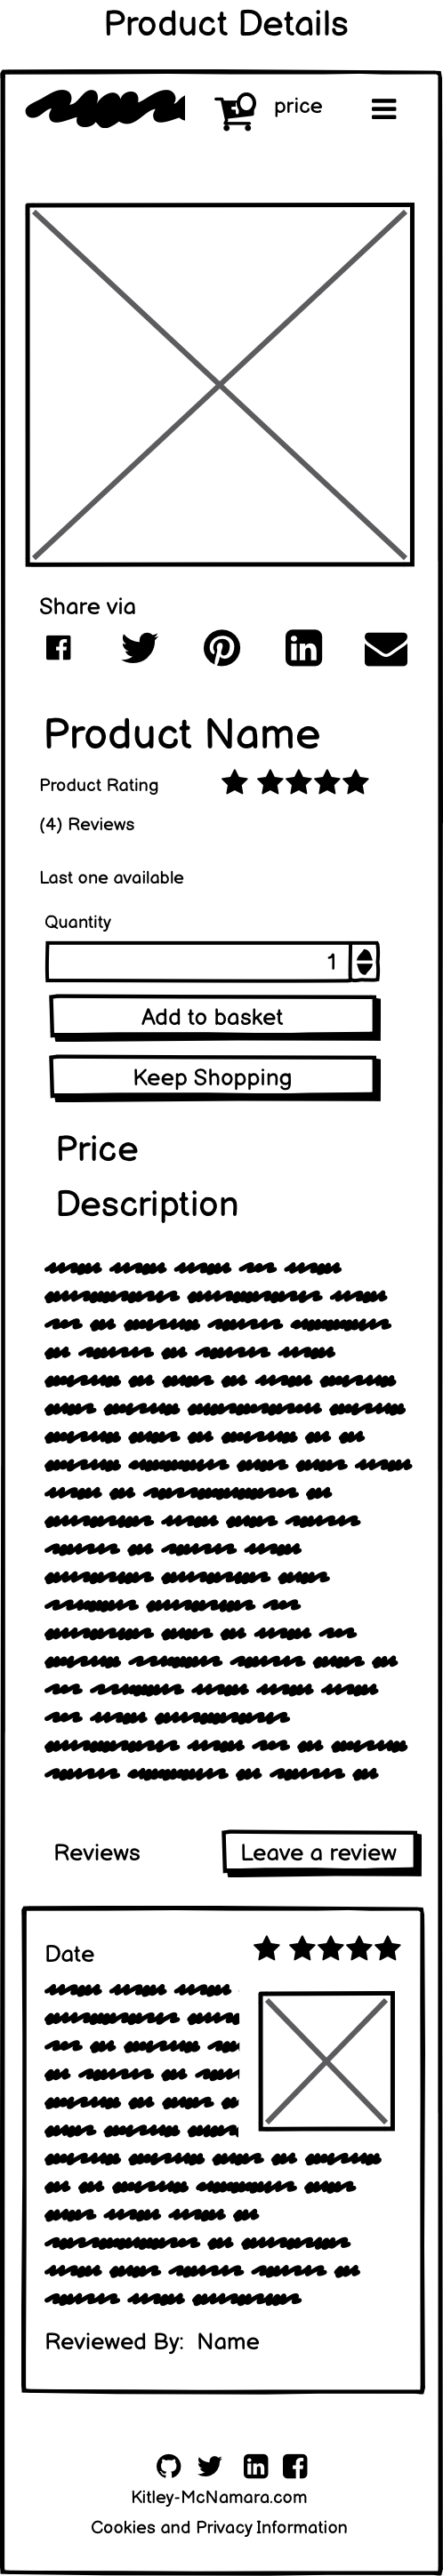 Product Details
price
Share via
Product Name
Product Rating
(4) Reviews
Last one available
Quantity
1
Add to basket
Keep Shopping
Price
Description
Reviews
Leave a review
Date
Reviewed By: Name
Kitley-McNamara.com
Cookies and Privacy Information